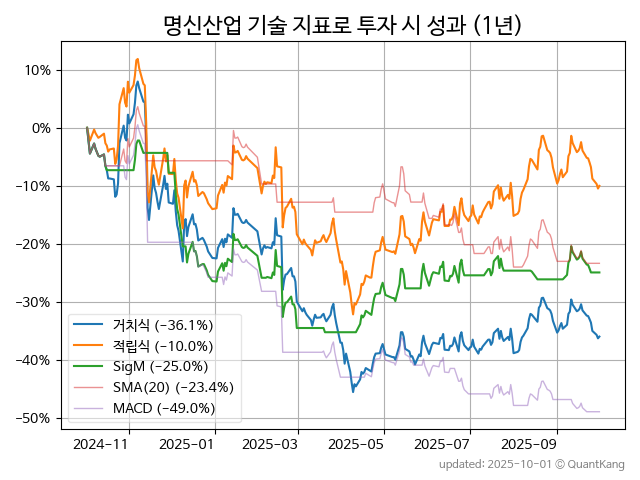 명신산업 기술 지표로 투자 시 성과 (1년)
10%
0%
−10%
−20%
−30%
−40%
−50%
거치식 (−36.1%)
적립식 (−10.0%)
SigM (−25.0%)
SMA(20) (−23.4%)
MACD (−49.0%)
2024-11
2025-01
2025-03
2025-05
2025-07
2025-09
updated: 2025-10-01 © QuantKang